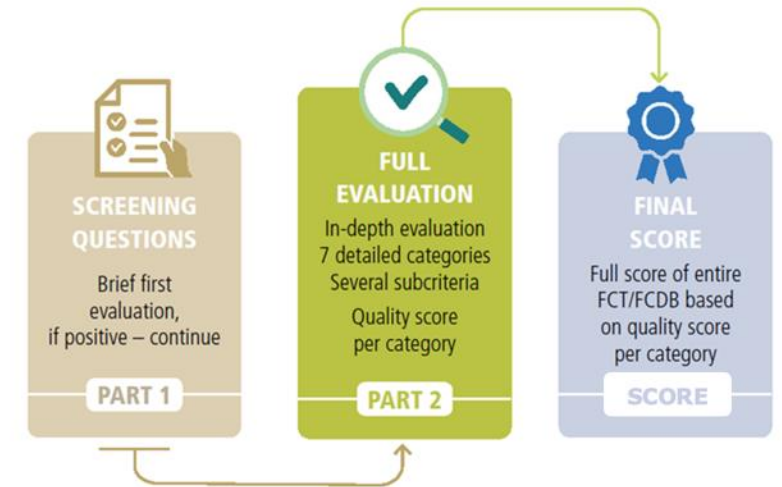 SCREENING
QUESTIONS
Brief first
evaluation,
if positive – continue
PART 1
FULL
EVALUATION
In-depth evaluation
7 detailed categories
Several subcriteria
Quality score
per category
PART 2
FINAL
SCORE
Full score of entire
FCT/FCDB based
on quality score
per category
SCORE